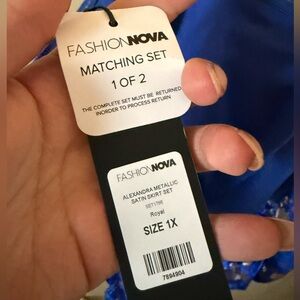 FASHIONNOVA
MATCHING SET
1 OF 2
THE COMPLETE SET MUST BE RETURNED
INORDER TO PROCESS RETURN
FASHIONNOVA
ALEXANDRA METALLIC
SATIN SKIRT SET
Royal
SIZE 1X
7894904